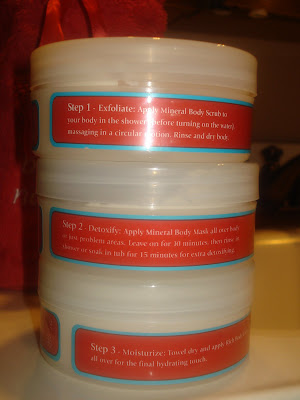 Step 1 - Exfoliate: Apply Mineral Body Scrub to
your body in the shower (before turning on the water)
massaging in a circular motion. Rinse and dry body.
Step 2 - Detoxify: Apply Mineral Body Mask all over body
or just problem areas. Leave on for 10 minutes, then rinse in
shower or soak in tub for 15 minutes for extra detoxifying
Step 3 - Moisturize: Towel dry and apply Rich
all over for the final hydrating touch.